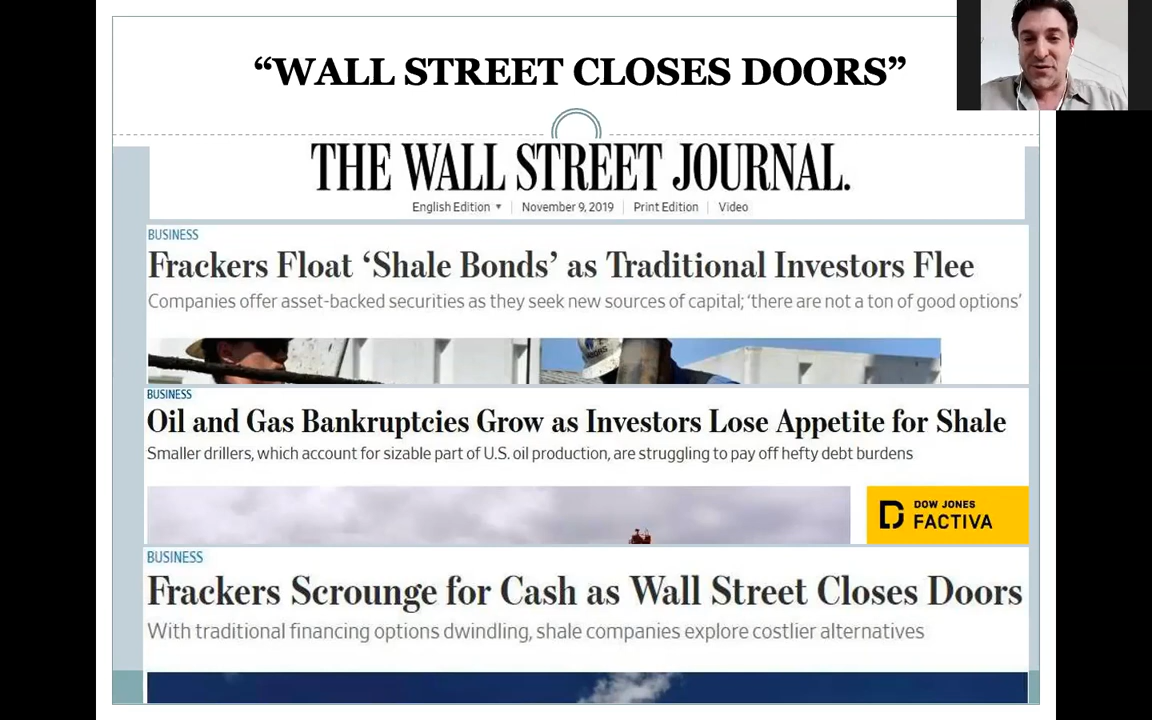 “WALL STREET CLOSES DOORS”
THE WALL STREET JOURNAL.
English Edition ▼ | November 9, 2019 | Print Edition | Video
BUSINESS
Frackers Float ‘Shale Bonds’ as Traditional Investors Flee
Companies offer asset-backed securities as they seek new sources of capital; ‘there are not a ton of good options’
BUSINESS
Oil and Gas Bankruptcies Grow as Investors Lose Appetite for Shale
Smaller drillers, which account for sizable part of U.S. oil production, are struggling to pay off hefty debt burdens
DOW JONES
FACTIVA
BUSINESS
Frackers Scrounge for Cash as Wall Street Closes Doors
With traditional financing options dwindling, shale companies explore costlier alternatives